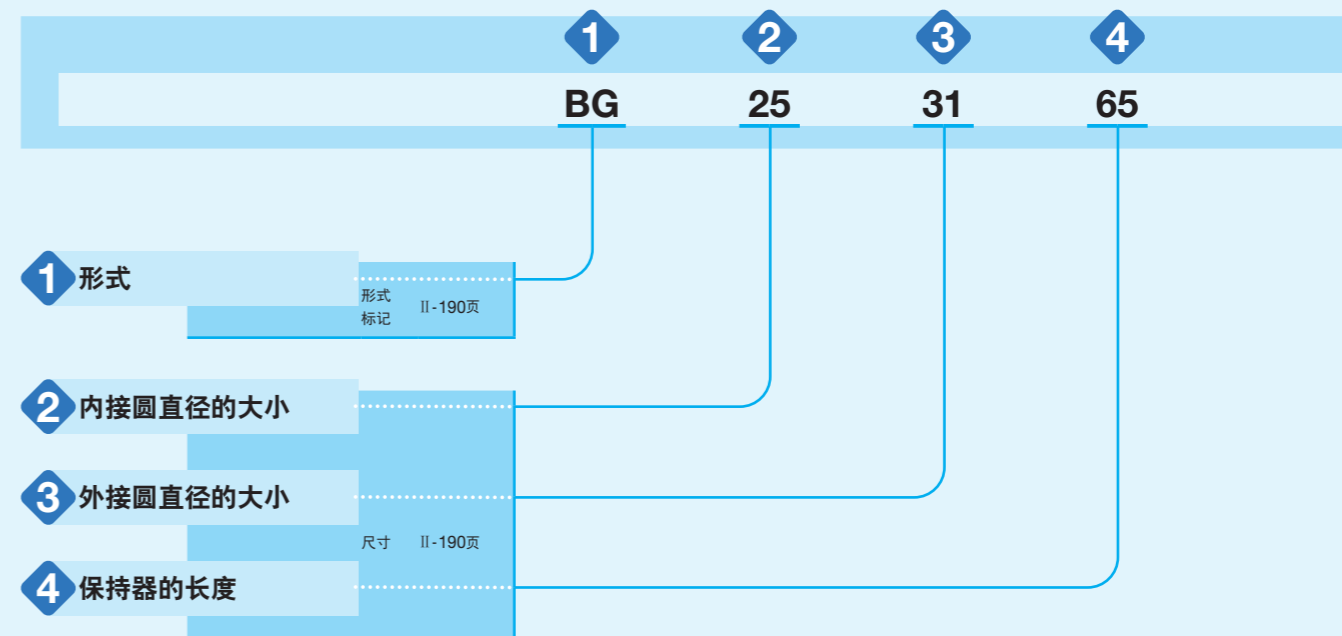 1 2 3 4
BG 25 31 65
1 形式
形式
标记 II-190页
2 内接圆直径的大小
3 外接圆直径的大小
尺寸 II-190页
4 保持器的长度